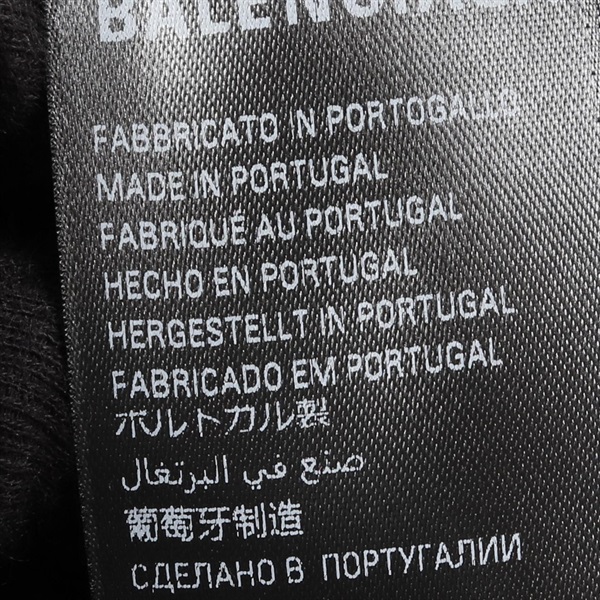 BALENCIAGA
FABBRICATO IN PORTOGALLO
MADE IN PORTUGAL
FABRIQUÉ AU PORTUGAL
HECHO EN PORTUGAL
HERGESTELLT IN PORTUGAL
FABRICADO EM PORTUGAL
ポルトガル製
صنع في البرتغال
葡萄牙制造
СДЕЛАНО В ПОРТУГАЛИИ